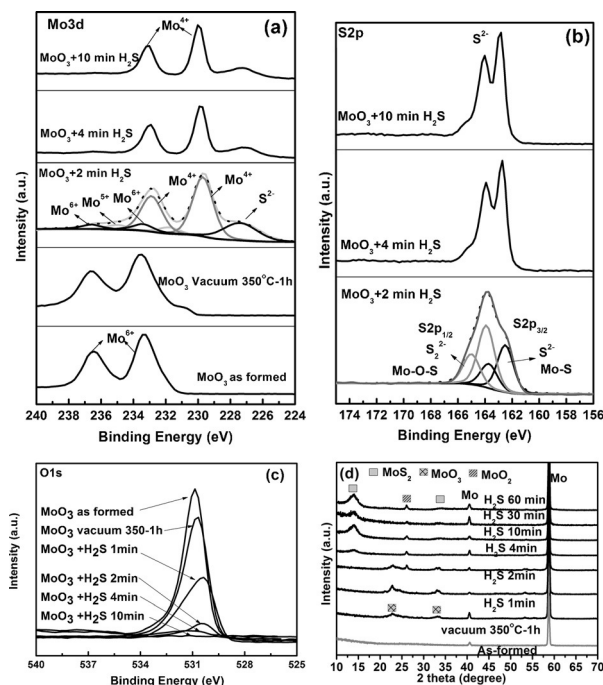 Mo3d
(a)
Mo4+
MoO3+10 min H2S
MoO3+4 min H2S
MoO3+2 min H2S
Mo6+
Mo5+
Mo6+
Mo4+
Mo4+
S2-
MoO3 Vacuum 350°C-1h
Mo6+
MoO3 as formed
240 238 236 234 232 230 228 226 224
Binding Energy (eV)
Intensity (a.u.)
S2p
(b)
S2-
MoO3+10 min H2S
MoO3+4 min H2S
MoO3+2 min H2S
S2p1/2
S2p3/2
S22-
S2-
Mo-O-S
Mo-S
174 172 170 168 166 164 162 160 158 156
Binding Energy (eV)
Intensity (a.u.)
O1s
(c)
MoO3 as formed
MoO3 vacuum 350-1h
MoO3 +H2S 1min
MoO3 +H2S 2min
MoO3 +H2S 4min
MoO3 +H2S 10min
540 537 534 531 528 525
Binding Energy (eV)
Intensity (a.u.)
(d)
MoS2 MoO3 MoO2
Mo
Mo
H2S 60 min
H2S 30 min
H2S 10min
H2S 4min
H2S 2min
H2S 1min
vacuum 350°C-1h
As-formed
10 15 20 25 30 35 40 45 50 55 60 65 70
2 theta (degree)
Intensity (a.u.)